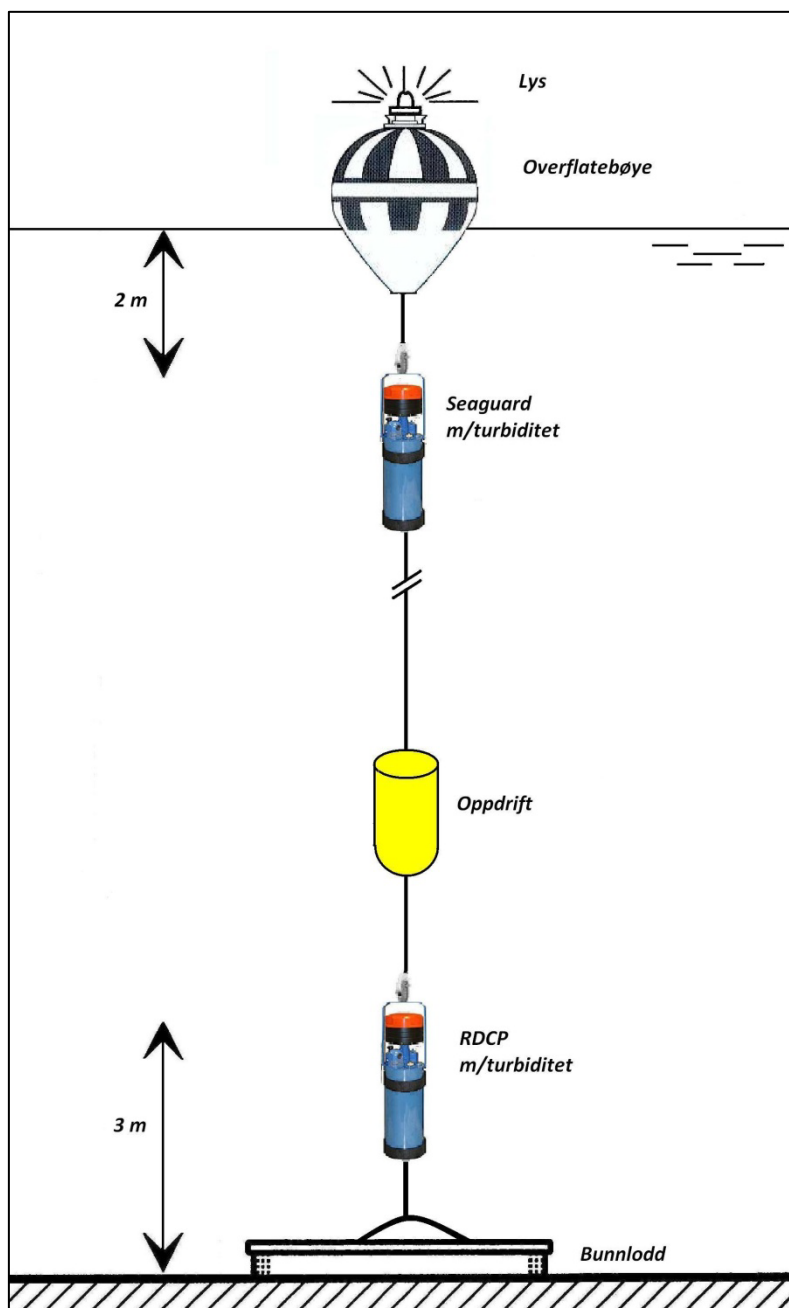 Lys
Overflatebøye
2 m
Seaguard
m/turbiditet
Oppdrift
RDCP
m/turbiditet
3 m
Bunnlodd